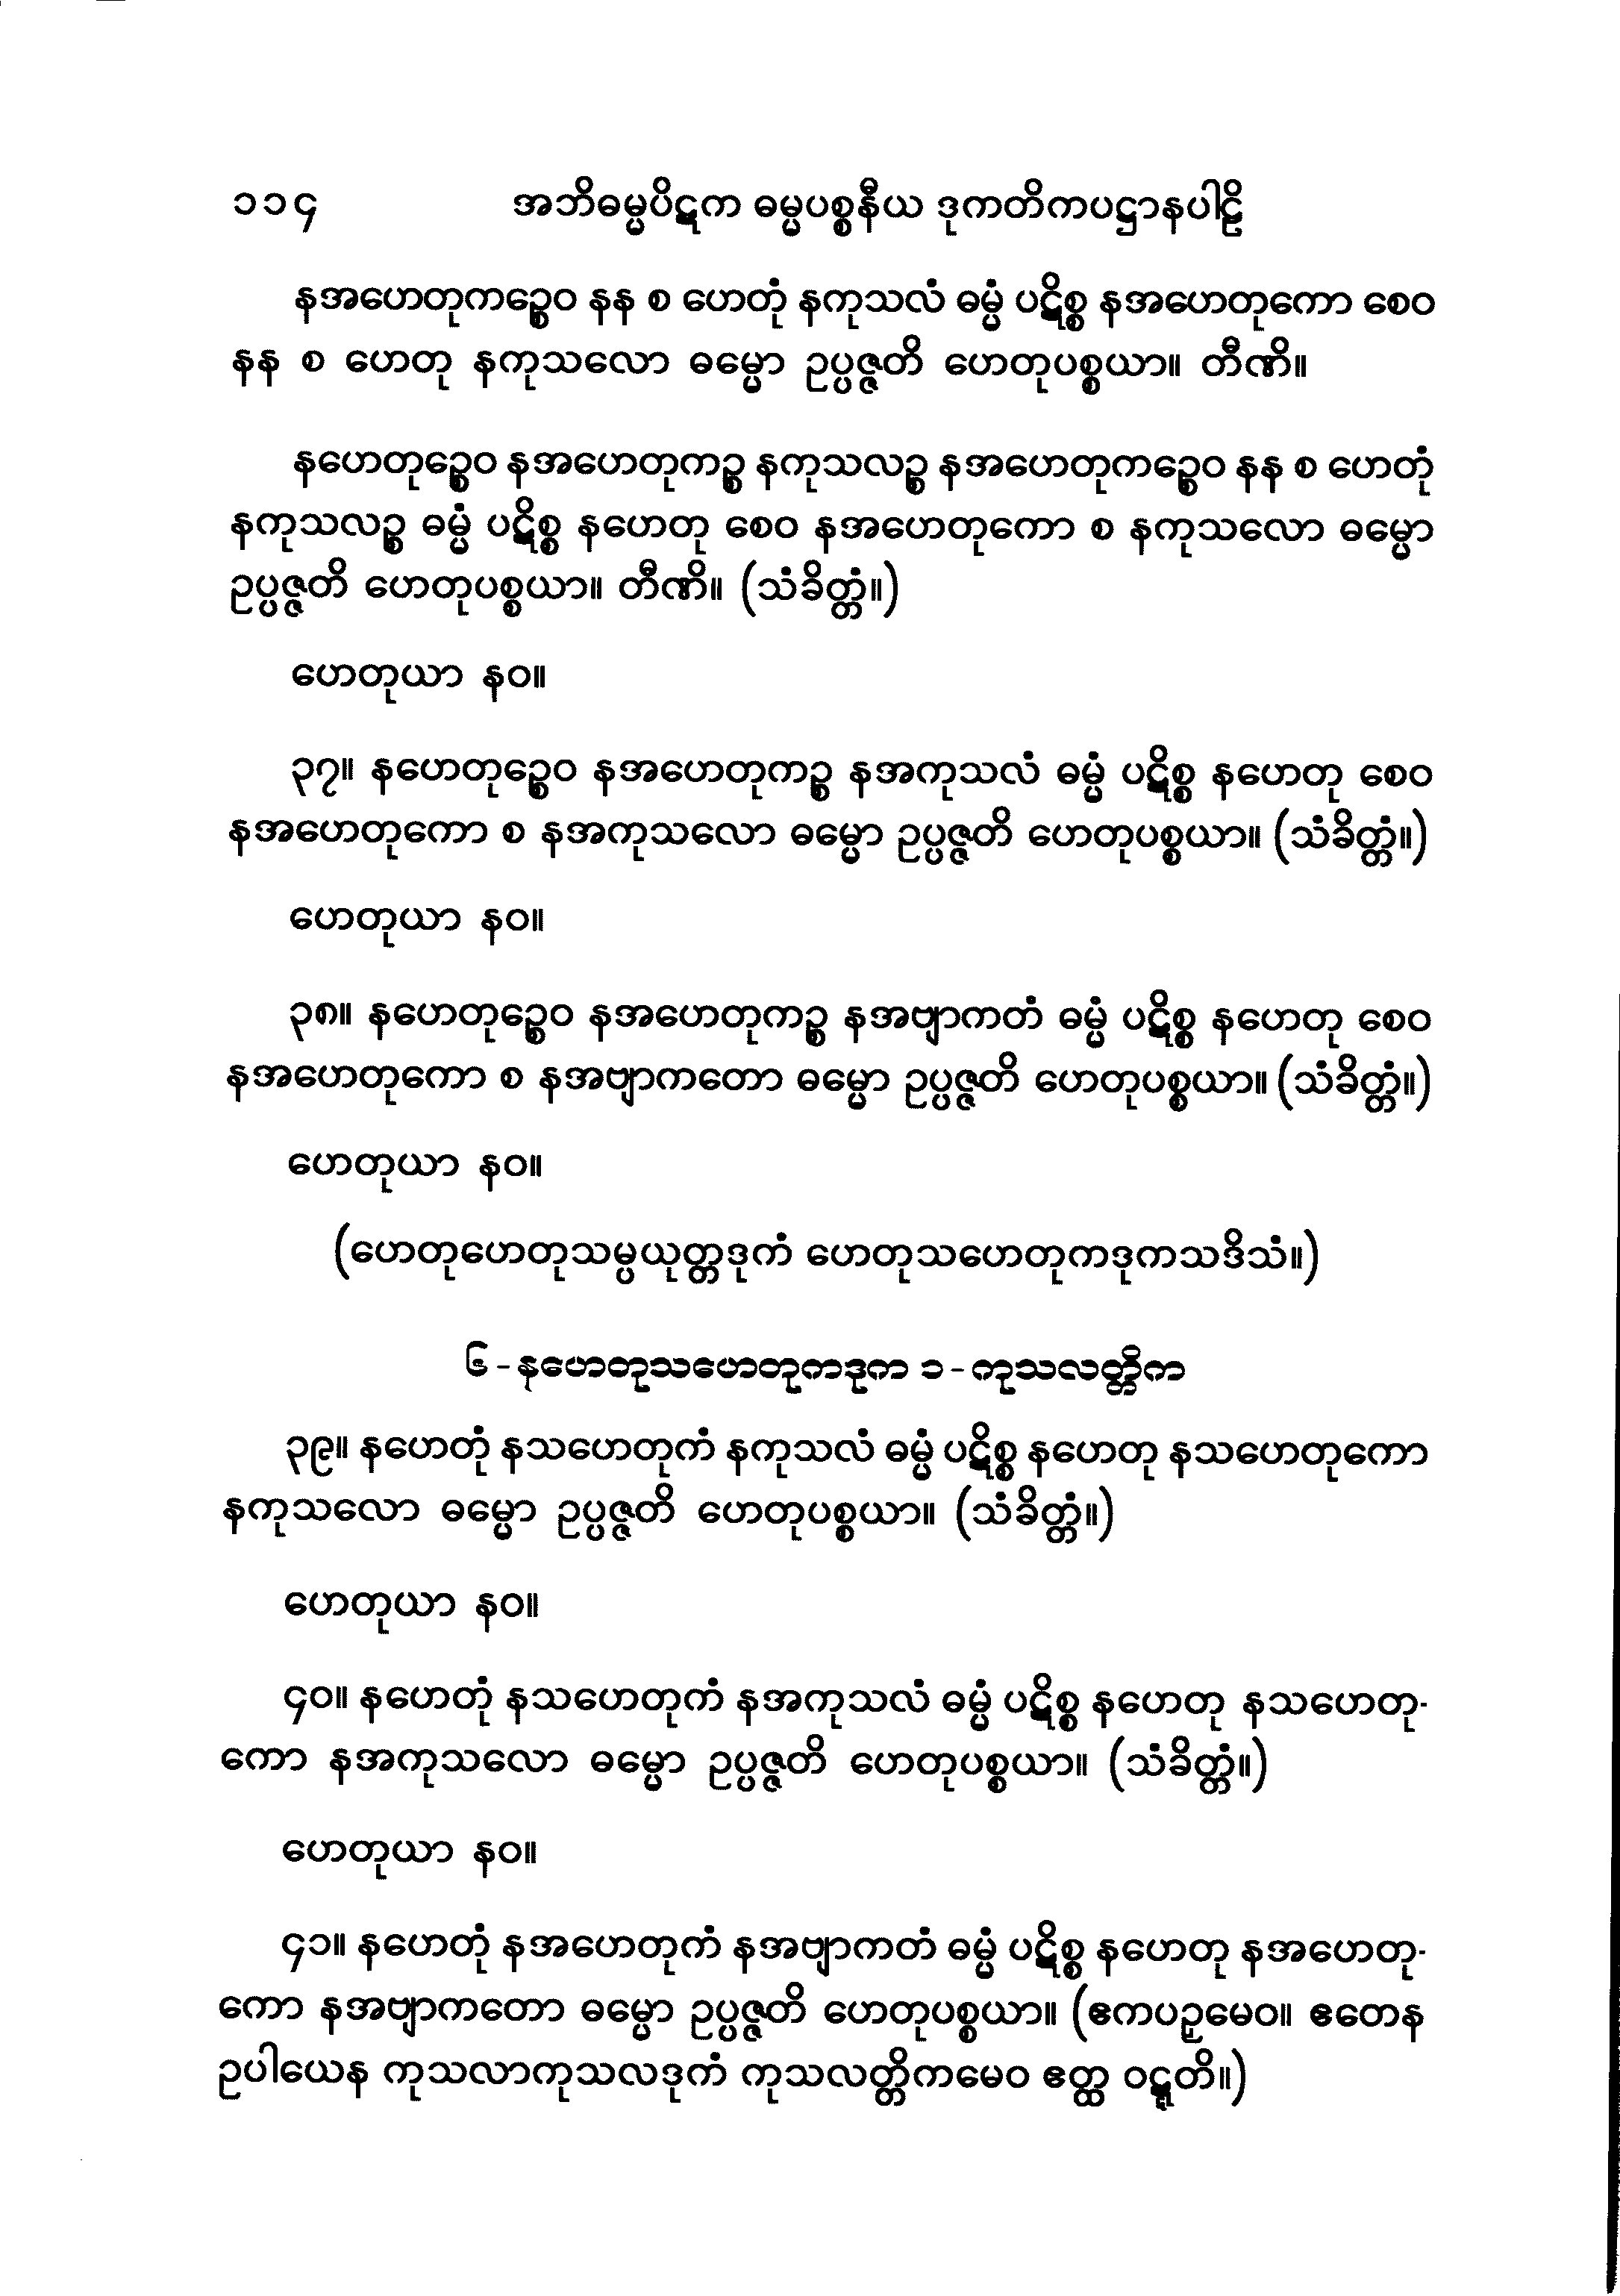 ၁၁၄ အဘိဓမ္မပိဋက ဓမ္မပစ္စနီယ ဒုကတိကပဋ္ဌာနပါဠိ
နအဟေတုကဉ္စေဝ နန စ ဟေတုံ နကုသလံ ဓမ္မံ ပဋိစ္စ နအဟေတုကော စေဝ
နန စ ဟေတု နကုသလော ဓမ္မော ဥပ္ပဇ္ဇတိ ဟေတုပစ္စယာ။ တီဏိ။
နဟေတုဉ္စေဝ နအဟေတုကဉ္စ နကုသလဉ္စ နအဟေတုကဉ္စေဝ နန စ ဟေတုံ
နကုသလဉ္စ ဓမ္မံ ပဋိစ္စ နဟေတု စေဝ နအဟေတုကော စ နကုသလော ဓမ္မော
ဥပ္ပဇ္ဇတိ ဟေတုပစ္စယာ။ တီဏိ။ (သံခိတ္တံ။)
ဟေတုယာ နဝ။
၃၇။ နဟေတုဉ္စေဝ နအဟေတုကဉ္စ နအကုသလံ ဓမ္မံ ပဋိစ္စ နဟေတု စေဝ
နအဟေတုကော စ နအကုသလော ဓမ္မော ဥပ္ပဇ္ဇတိ ဟေတုပစ္စယာ။ (သံခိတ္တံ။)
ဟေတုယာ နဝ။
၃၈။ နဟေတုဉ္စေဝ နအဟေတုကဉ္စ နအဗျာကတံ ဓမ္မံ ပဋိစ္စ နဟေတု စေဝ
နအဟေတုကော စ နအဗျာကတော ဓမ္မော ဥပ္ပဇ္ဇတိ ဟေတုပစ္စယာ။ (သံခိတ္တံ။)
ဟေတုယာ နဝ။
(ဟေတုဟေတုသမ္ပယုတ္တဒုကံ ဟေတုသဟေတုကဒုကသဒိသံ။)
၆ - နဟေတုသဟေတုကဒုက ၁ - ကုသလတ္တိက
၃၉။ နဟေတုံ နသဟေတုကံ နကုသလံ ဓမ္မံ ပဋိစ္စ နဟေတု နသဟေတုကော
နကုသလော ဓမ္မော ဥပ္ပဇ္ဇတိ ဟေတုပစ္စယာ။ (သံခိတ္တံ။)
ဟေတုယာ နဝ။
၄၀။ နဟေတုံ နသဟေတုကံ နအကုသလံ ဓမ္မံ ပဋိစ္စ နဟေတု နသဟေတု-
ကော နအကုသလော ဓမ္မော ဥပ္ပဇ္ဇတိ ဟေတုပစ္စယာ။ (သံခိတ္တံ။)
ဟေတုယာ နဝ။
၄၁။ နဟေတုံ နအဟေတုကံ နအဗျာကတံ ဓမ္မံ ပဋိစ္စ နဟေတု နအဟေတု-
ကော နအဗျာကတော ဓမ္မော ဥပ္ပဇ္ဇတိ ဟေတုပစ္စယာ။ (ဧကပဉှမေဝ။ ဧတေန
ဥပါယေန ကုသလာကုသလဒုကံ ကုသလတ္တိကမေဝ ဧတ္ထ ဝဋ္ဋတိ။)